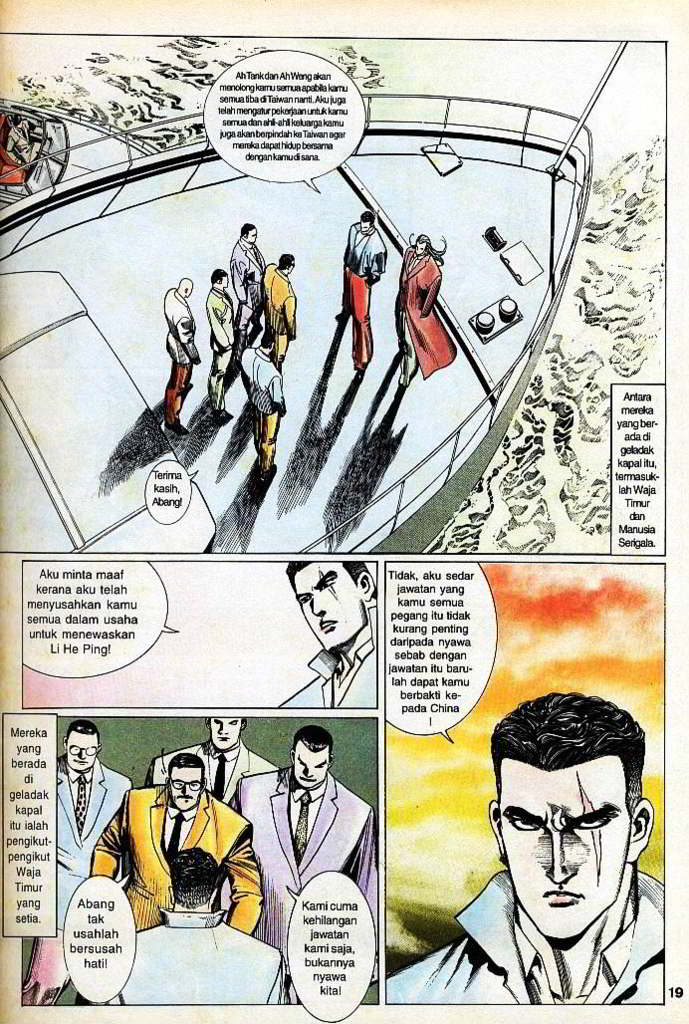 Ah Tank dan Ah Weng akan
menolong kamu semua apabila kamu
semua tiba di Taiwan nanti. Aku juga
telah mengatur pekerjaan untuk kamu
semua dan ahli-ahli keluarga kamu
juga akan berpindah ke Taiwan agar
mereka dapat hidup bersama
dengan kamu di sana.
Terima
kasih,
Abang!
Antara
mereka
yang ber-
ada di
geladak
kapal itu,
termasuk-
lah Waja
Timur
dan
Manusia
Serigala.
Aku minta maaf
kerana aku telah
menyusahkan kamu
semua dalam usaha
untuk menewaskan
Li He Ping!
Mereka
yang
berada
di
geladak
kapal
itu ialah
pengikut-
pengikut
Waja
Timur
yang
setia.
Abang
tak
usahlah
bersusah
hati!
Kami cuma
kehilangan
jawatan
kami saja,
bukannya
nyawa
kita!
Tidak, aku sedar
jawatan yang
kamu semua
pegang itu tidak
kurang penting
daripada nyawa
sebab dengan
jawatan itu baru-
lah dapat kamu
berbakti ke-
pada China
!
19